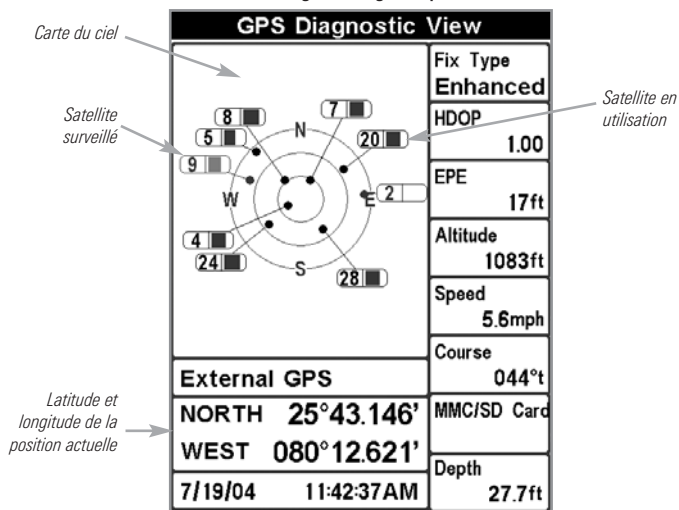 GPS Diagnostic View
Carte du ciel
Satellite
surveillé
Satellite en
utilisation
Latitude et
longitude de la
position actuelle
8
7
5
20
9
2
4
24
28
N
W
E
S
Fix Type
Enhanced
HDOP
1.00
EPE
17ft
Altitude
1083ft
Speed
5.6mph
Course
044°t
MMC/SD Card
Depth
27.7ft
External GPS
NORTH 25°43.146’
WEST 080°12.621’
7/19/04 11:42:37AM